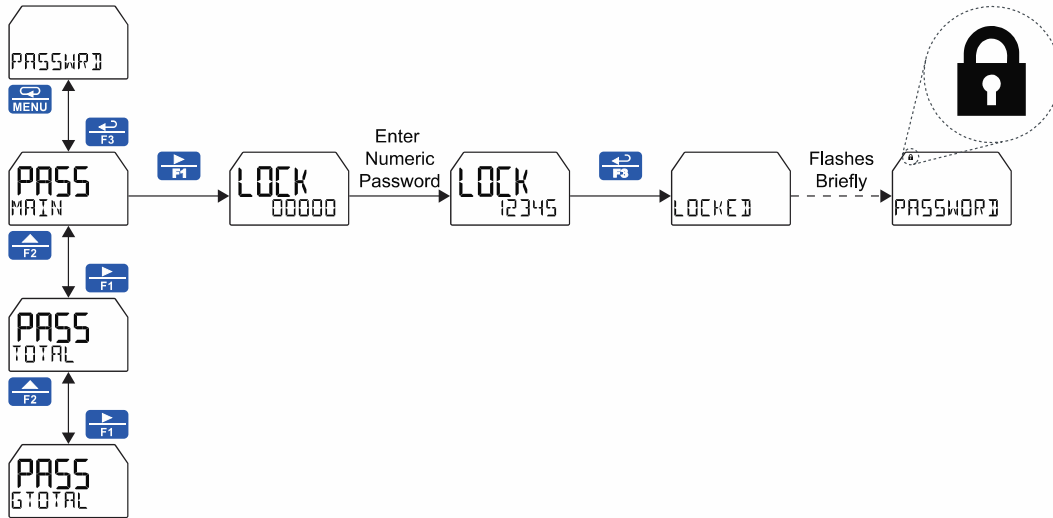 PASSWRD
MENU
F3
PASS
MAIN
F1
LOCK
00000
Enter
Numeric
Password
LOCK
12345
F3
LOCKED
Flashes
Briefly
PASSWORD
F2
F1
PASS
TOTAL
F2
F1
PASS
GTOTAL